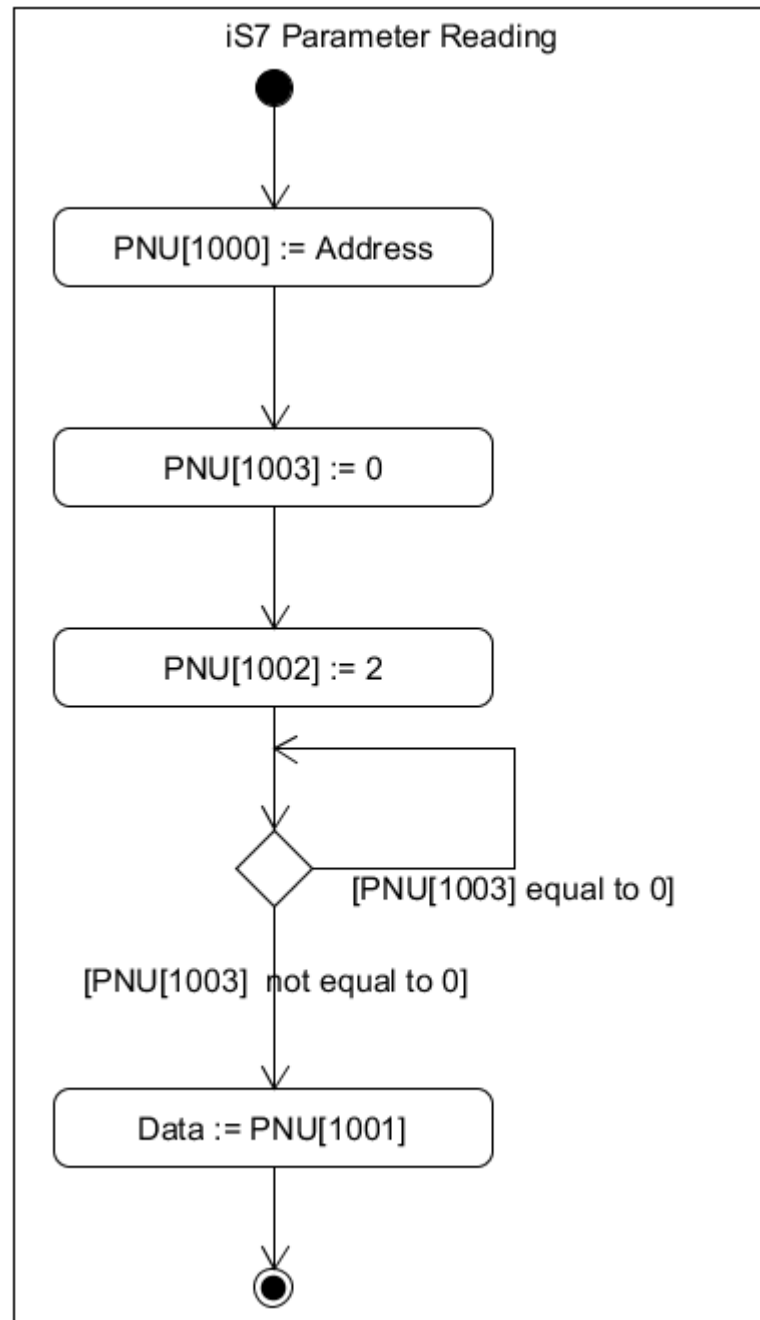 iS7 Parameter Reading
PNU[1000] := Address
PNU[1003] := 0
PNU[1002] := 2
[PNU[1003] equal to 0]
[PNU[1003]  not equal to 0]
Data := PNU[1001]